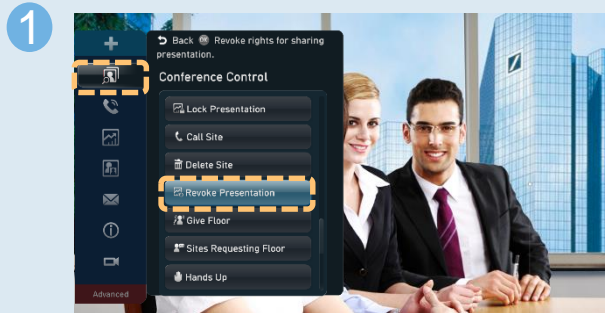 1
Back OK Revoke rights for sharing
presentation.
Conference Control
Lock Presentation
Call Site
Delete Site
Revoke Presentation
Give Floor
Sites Requesting Floor
Hands Up
Advanced